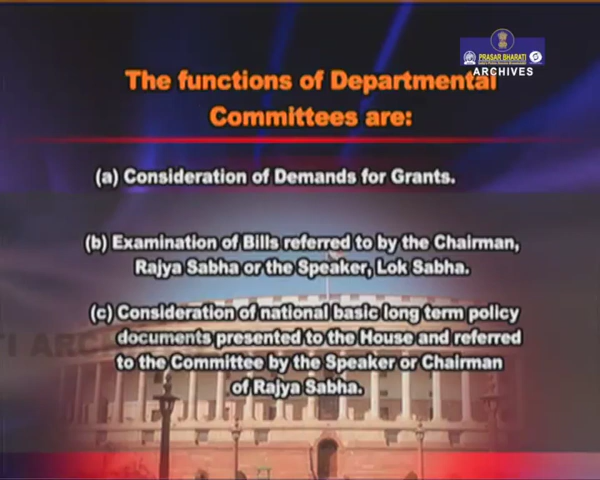 PRASAR BHARATI
ARCHIVES
The functions of Departmental
Committees are:
(a) Consideration of Demands for Grants.
(b) Examination of Bills referred to by the Chairman,
Rajya Sabha or the Speaker, Lok Sabha.
(c) Consideration of national basic long term policy
documents presented to the House and referred
to the Committee by the Speaker or Chairman
of Rajya Sabha.